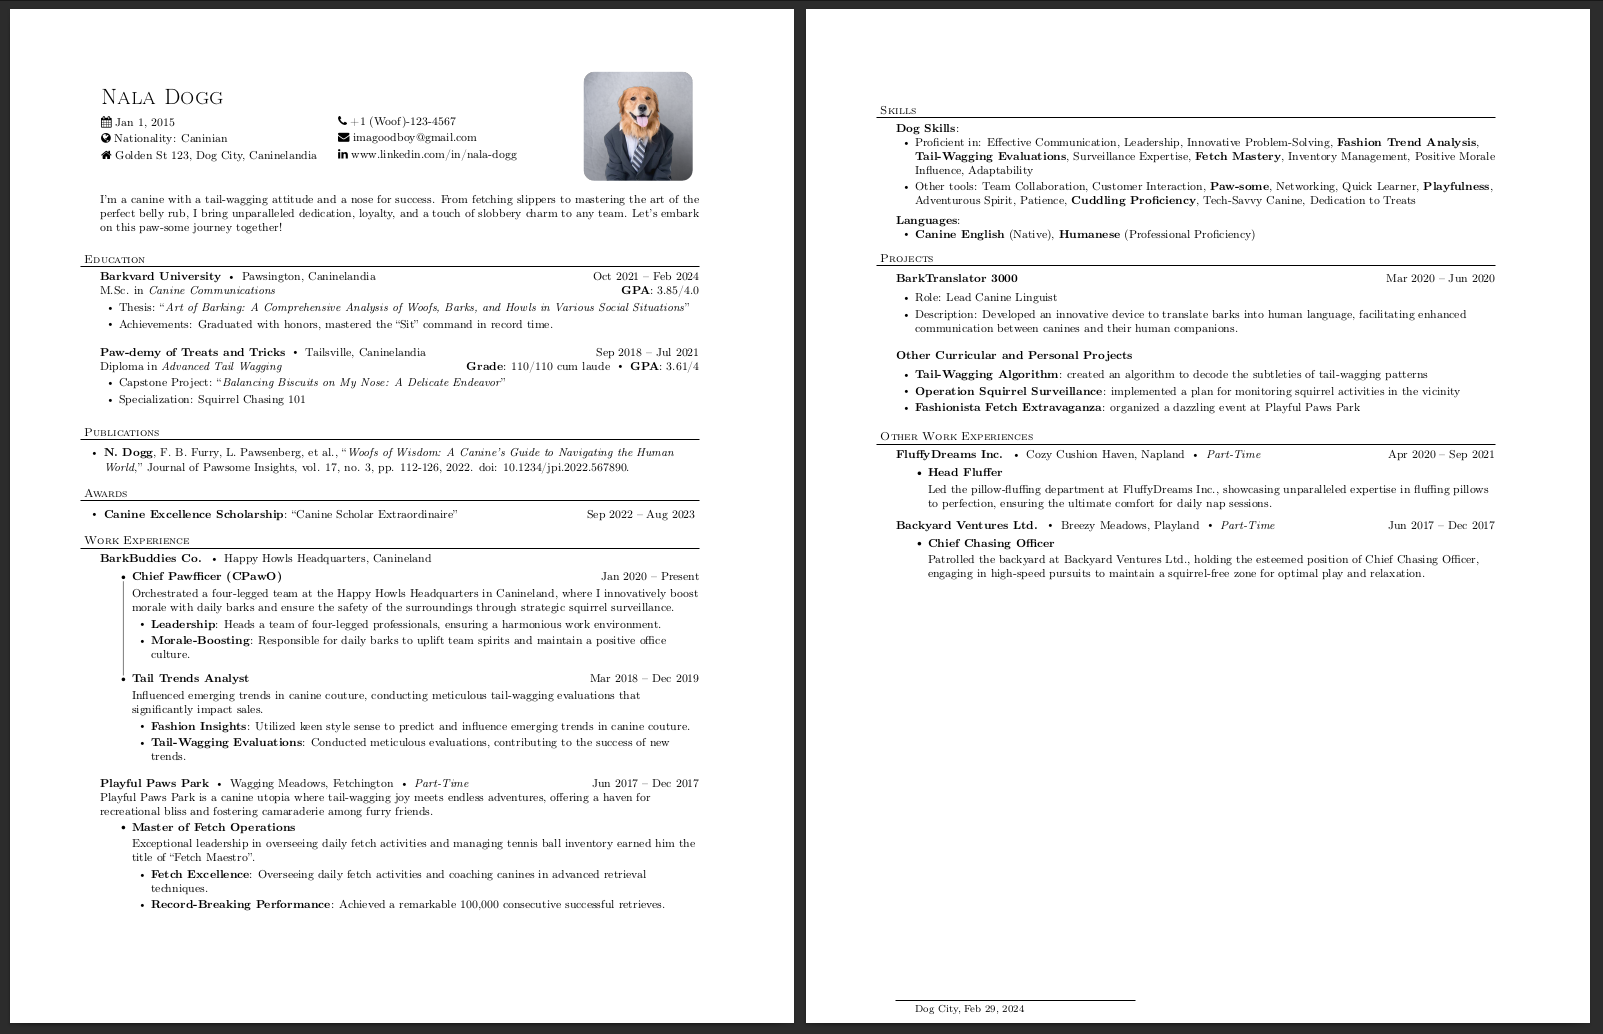 Nala Dogg
Jan 1, 2015
Nationality: Caninian
Golden St 123, Dog City, Caninelandia
+1 (Woof)-123-4567
imagoodboy@gmail.com
www.linkedin.com/in/nala-dogg
I'm a canine with a tail-wagging attitude and a nose for success. From fetching slippers to mastering the art of the
perfect belly rub, I bring unparalleled dedication, loyalty, and a touch of slobbery charm to any team. Let's embark
on this paw-some journey together!
Education
Barkvard University • Pawsington, Caninelandia Oct 2021 – Feb 2024
M.Sc. in Canine Communications GPA: 3.85/4.0
• Thesis: “Art of Barking: A Comprehensive Analysis of Woofs, Barks, and Howls in Various Social Situations”
• Achievements: Graduated with honors, mastered the “Sit” command in record time.
Paw-demy of Treats and Tricks • Tailsville, Caninelandia Sep 2018 – Jul 2021
Diploma in Advanced Tail Wagging Grade: 110/110 cum laude • GPA: 3.61/4
• Capstone Project: “Balancing Biscuits on My Nose: A Delicate Endeavor”
• Specialization: Squirrel Chasing 101
Publications
• N. Dogg, F. B. Furry, L. Pawsenberg, et al., “Woofs of Wisdom: A Canine's Guide to Navigating the Human
World,” Journal of Pawsome Insights, vol. 17, no. 3, pp. 112-126, 2022. doi: 10.1234/jpi.2022.567890.
Awards
• Canine Excellence Scholarship: “Canine Scholar Extraordinaire” Sep 2022 – Aug 2023
Work Experience
BarkBuddies Co. • Happy Howls Headquarters, Canineland
• Chief Pawfficer (CPawO) Jan 2020 – Present
Orchestrated a four-legged team at the Happy Howls Headquarters in Canineland, where I innovatively boost
morale with daily barks and ensure the safety of the surroundings through strategic squirrel surveillance.
• Leadership: Heads a team of four-legged professionals, ensuring a harmonious work environment.
• Morale-Boosting: Responsible for daily barks to uplift team spirits and maintain a positive office
culture.
• Tail Trends Analyst Mar 2018 – Dec 2019
Influenced emerging trends in canine couture, conducting meticulous tail-wagging evaluations that
significantly impact sales.
• Fashion Insights: Utilized keen style sense to predict and influence emerging trends in canine couture.
• Tail-Wagging Evaluations: Conducted meticulous evaluations, contributing to the success of new
trends.
Playful Paws Park • Wagging Meadows, Fetchington • Part-Time Jun 2017 – Dec 2017
Playful Paws Park is a canine utopia where tail-wagging joy meets endless adventures, offering a haven for
recreational bliss and fostering camaraderie among furry friends.
• Master of Fetch Operations
Exceptional leadership in overseeing daily fetch activities and managing tennis ball inventory earned him the
title of “Fetch Maestro”.
• Fetch Excellence: Overseeing daily fetch activities and coaching canines in advanced retrieval
techniques.
• Record-Breaking Performance: Achieved a remarkable 100,000 consecutive successful retrieves.
Skills
Dog Skills:
• Proficient in: Effective Communication, Leadership, Innovative Problem-Solving, Fashion Trend Analysis,
Tail-Wagging Evaluations, Surveillance Expertise, Fetch Mastery, Inventory Management, Positive Morale
Influence, Adaptability
• Other tools: Team Collaboration, Customer Interaction, Paw-some, Networking, Quick Learner, Playfulness,
Adventurous Spirit, Patience, Cuddling Proficiency, Tech-Savvy Canine, Dedication to Treats
Languages:
• Canine English (Native), Humanese (Professional Proficiency)
Projects
BarkTranslator 3000 Mar 2020 – Jun 2020
• Role: Lead Canine Linguist
• Description: Developed an innovative device to translate barks into human language, facilitating enhanced
communication between canines and their human companions.
Other Curricular and Personal Projects
• Tail-Wagging Algorithm: created an algorithm to decode the subtleties of tail-wagging patterns
• Operation Squirrel Surveillance: implemented a plan for monitoring squirrel activities in the vicinity
• Fashionista Fetch Extravaganza: organized a dazzling event at Playful Paws Park
Other Work Experiences
FluffyDreams Inc. • Cozy Cushion Haven, Napland • Part-Time Apr 2020 – Sep 2021
• Head Fluffer
Led the pillow-fluffing department at FluffyDreams Inc., showcasing unparalleled expertise in fluffing pillows
to perfection, ensuring the ultimate comfort for daily nap sessions.
Backyard Ventures Ltd. • Breezy Meadows, Playland • Part-Time Jun 2017 – Dec 2017
• Chief Chasing Officer
Patrolled the backyard at Backyard Ventures Ltd., holding the esteemed position of Chief Chasing Officer,
engaging in high-speed pursuits to maintain a squirrel-free zone for optimal play and relaxation.
Dog City, Feb 29, 2024